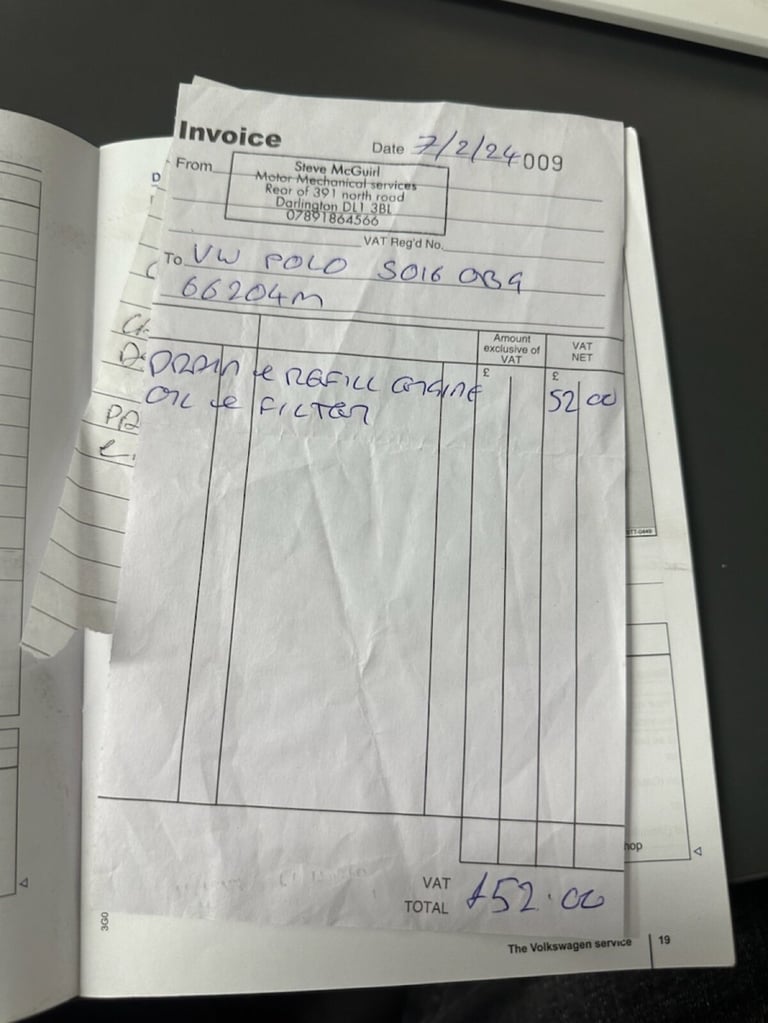 Invoice
Date 7/2/24 009
From
Steve McGuirl
Motor Mechanical services
Rear of 391 north road
Darlington DL1 3BL
07891864566
VAT Reg'd No.
To VW POLO SO16 OBG
66204M
Amount
exclusive of
VAT
VAT
NET
£
£
DRAIN & REFILL ENGINE
52 00
OIL & FILTER
VAT
TOTAL £52.00
3G0
The Volkswagen service 19